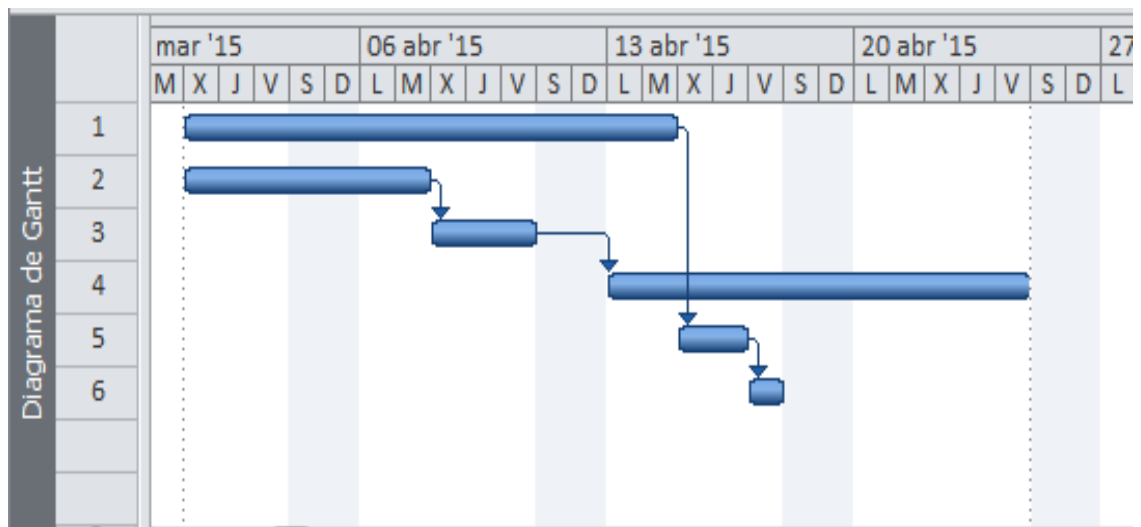 mar '15 06 abr '15 13 abr '15 20 abr '15 27
M X J V S D L M X J V S D L M X J V S D L M X J V S D L
Diagrama de Gantt
1
2
3
4
5
6